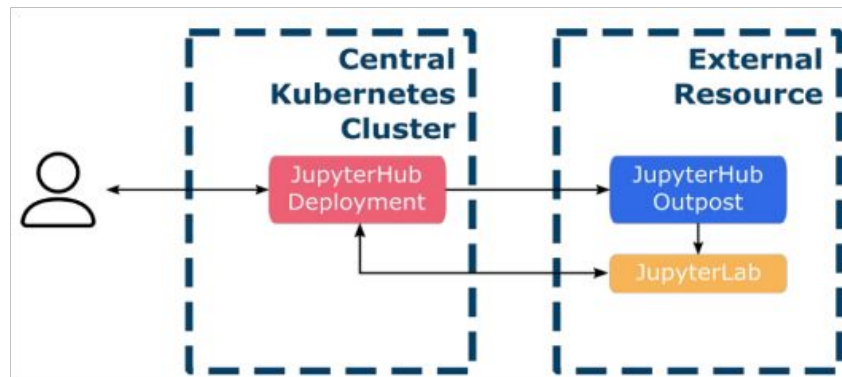 Central
Kubernetes
Cluster
External
Resource
JupyterHub
Deployment
JupyterHub
Outpost
JupyterLab